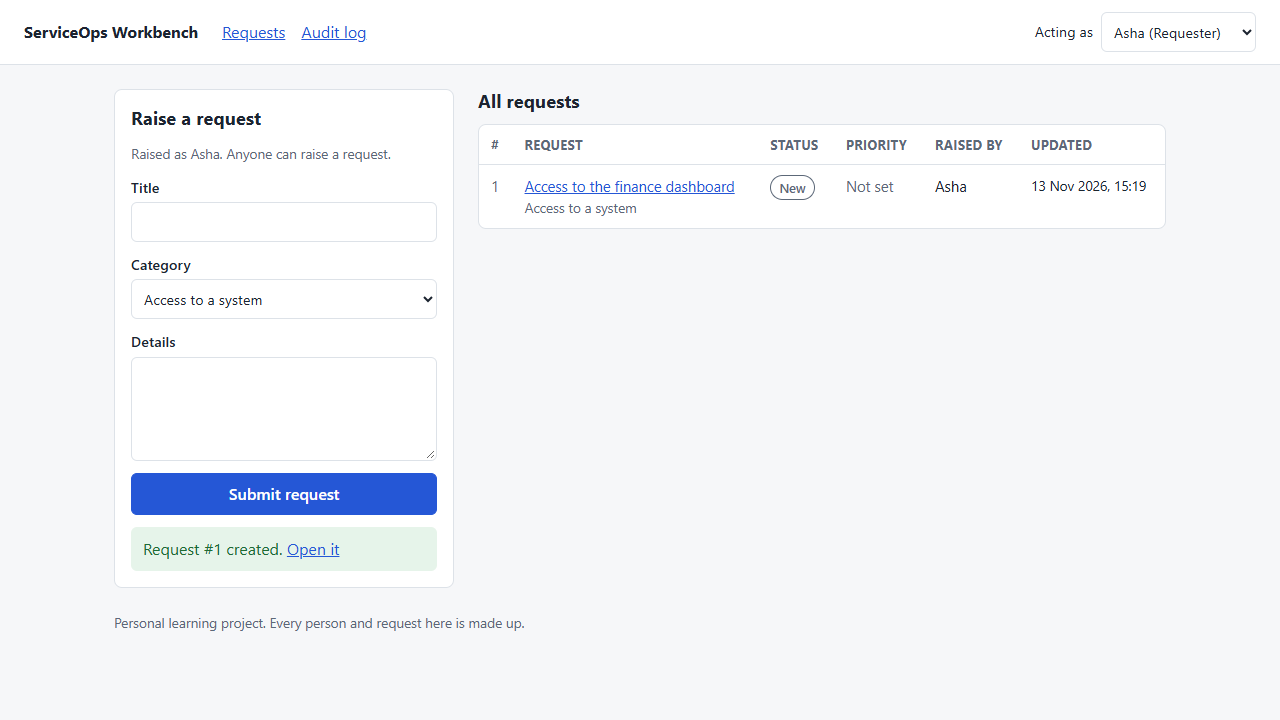 ServiceOps Workbench Requests Audit log Acting as Asha (Requester)
Raise a request
Raised as Asha. Anyone can raise a request.
Title
Category
Access to a system
Details
Submit request
Request #1 created. Open it
All requests
# REQUEST STATUS PRIORITY RAISED BY UPDATED
1 Access to the finance dashboard New Not set Asha 13 Nov 2026, 15:19
Access to a system
Personal learning project. Every person and request here is made up.